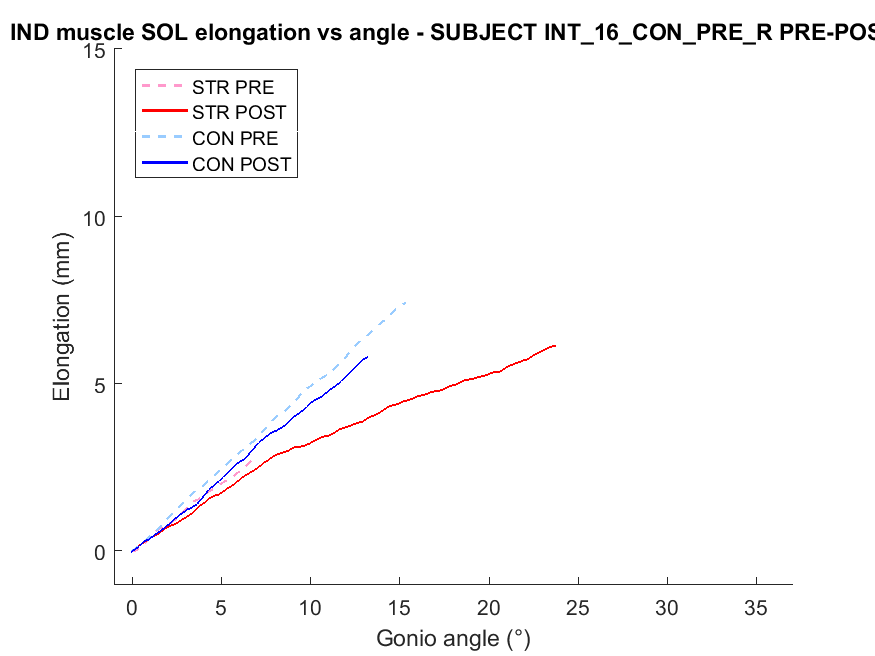 IND muscle SOL elongation vs angle - SUBJECT INT_16_CON_PRE_R PRE-POS
15
10
5
0
Elongation (mm)
STR PRE
STR POST
CON PRE
CON POST
0 5 10 15 20 25 30 35
Gonio angle (°)